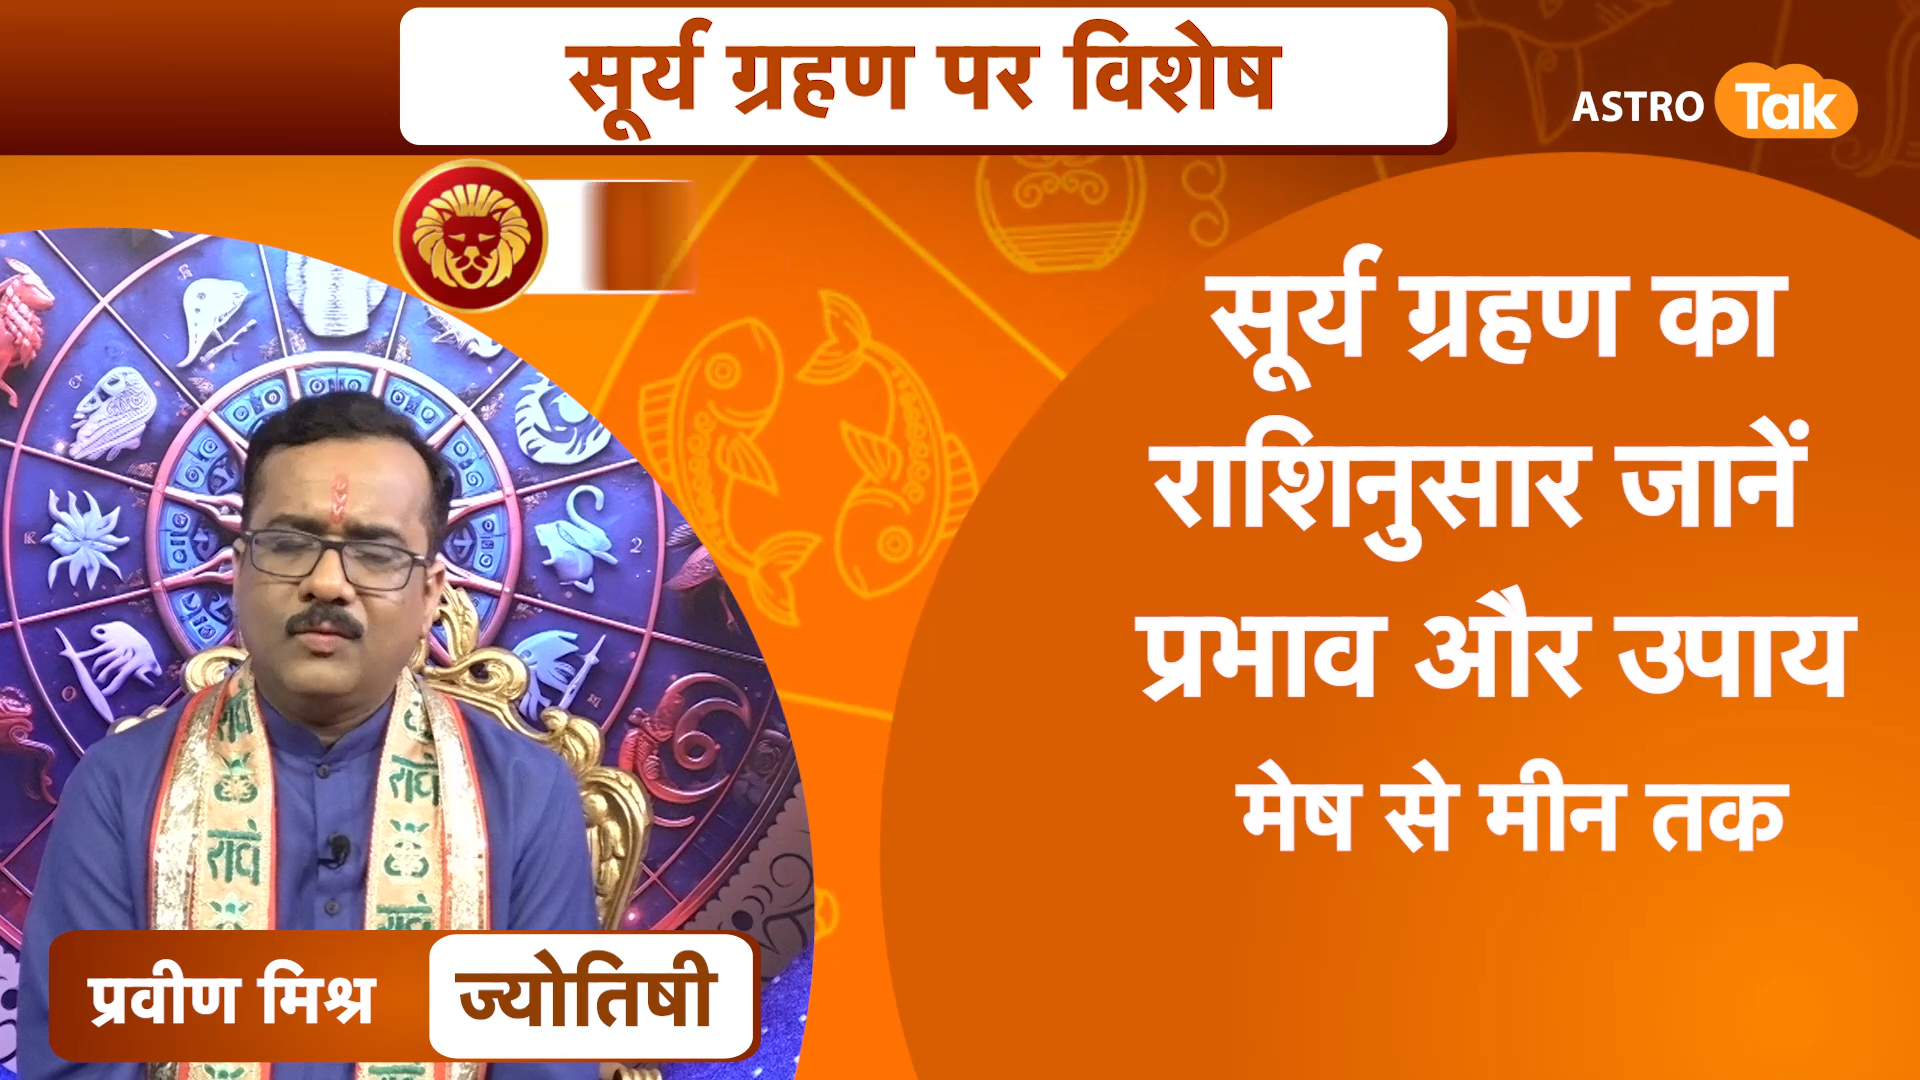 सूर्य ग्रहण पर विशेष
ASTRO Tak
सूर्य ग्रहण का
राशिनुसार जानें
प्रभाव और उपाय
मेष से मीन तक
प्रवीण मिश्र
ज्योतिषी